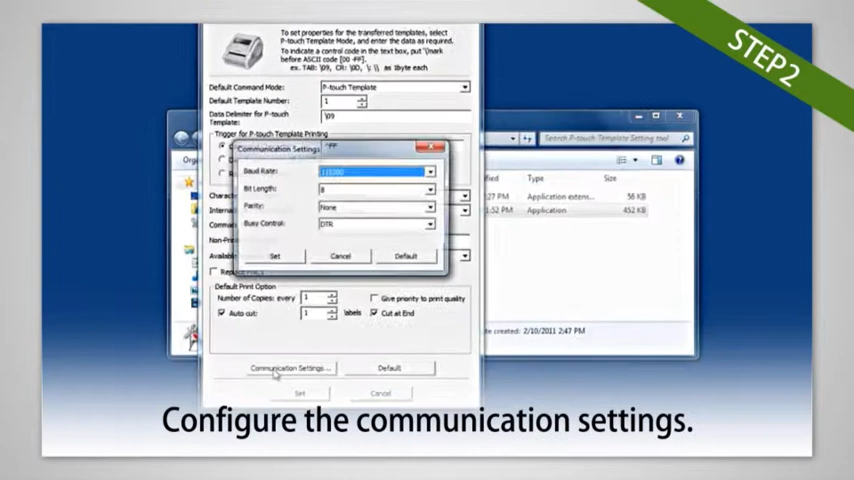 STEP2
To set properties for the transferred templates, select
P-touch Template Mode, and enter the data as required.
To indicate a control code in the text box, put "\(mark
before ASCII code [00 -FF].
ex. TAB: \09, CR: \0D, \: \\ as 1byte each
Default Command Mode:
P-touch Template
Default Template Number:
1
Data Delimiter for P-touch
Template:
\09
Trigger for P-touch Template Printing
^FF
Search P-touch Template Setting tool
Communication Settings
Baud Rate:
Bit Length:
8
Parity:
None
Busy Control:
DTR
Set
Cancel
Default
Type
Size
Application extens...
56 KB
1:52 PM
Application
452 KB
Default Print Option
Number of Copies: every
1
Give priority to print quality
Auto cut:
1
labels
Cut at End
2/10/2011 2:47 PM
Communication Settings...
Default
Set
Cancel
Configure the communication settings.